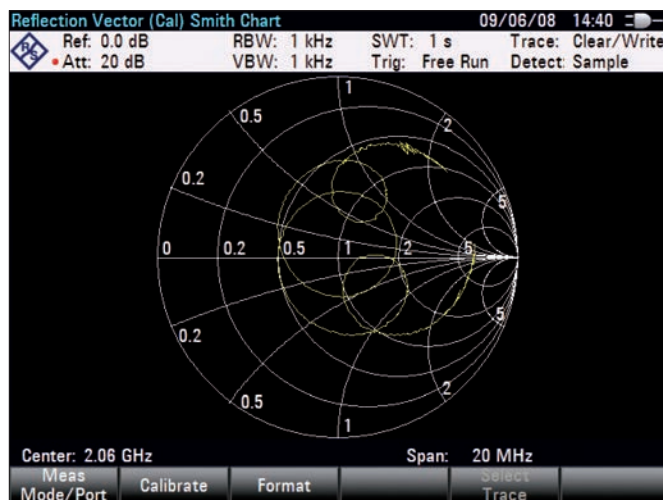 Reflection Vector (Cal) Smith Chart 09/06/08 14:40
R&S Ref: 0.0 dB RBW: 1 kHz SWT: 1 s Trace: Clear/Write
Att: 20 dB VBW: 1 kHz Trig: Free Run Detect: Sample
1
0.5 2
0.2 5
0 0.2 0.5 1 2 5
5
0.2
0.5 2
1
Center: 2.06 GHz Span: 20 MHz
Meas Mode/Port Calibrate Format Select Trace